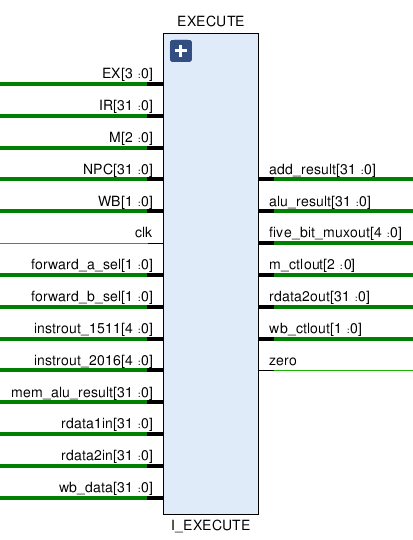 EXECUTE
EX[3 :0]
IR[31 :0]
M[2 :0]
NPC[31 :0]
WB[1 :0]
clk
forward_a_sel[1 :0]
forward_b_sel[1 :0]
instrout_1511[4 :0]
instrout_2016[4 :0]
mem_alu_result[31 :0]
rdata1in[31 :0]
rdata2in[31 :0]
wb_data[31 :0]
add_result[31 :0]
alu_result[31 :0]
five_bit_muxout[4 :0]
m_ctlout[2 :0]
rdata2out[31 :0]
wb_ctlout[1 :0]
zero
I_EXECUTE